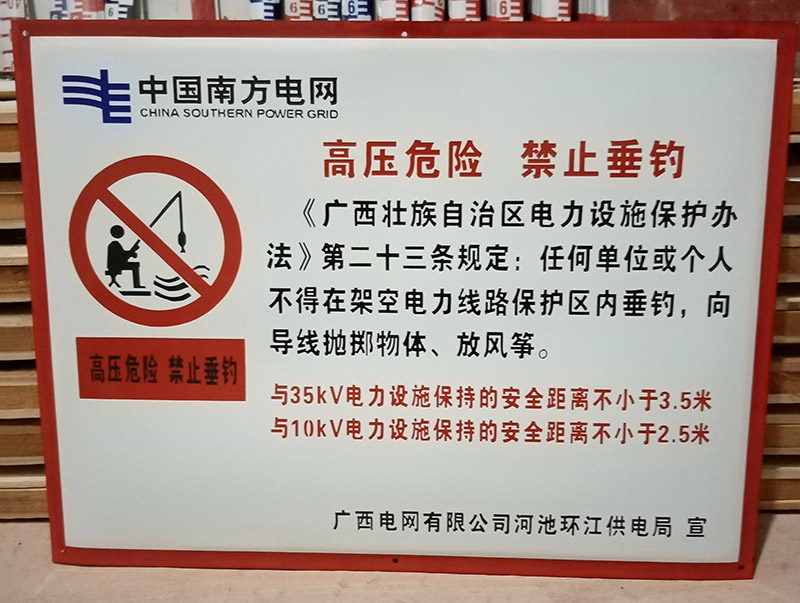 中国南方电网
CHINA SOUTHERN POWER GRID
高压危险 禁止垂钓
《广西壮族自治区电力设施保护办
法》第二十三条规定：任何单位或个人
不得在架空电力线路保护区内垂钓，向
导线抛掷物体、放风筝。
高压危险 禁止垂钓
与35kV电力设施保持的安全距离不小于3.5米
与10kV电力设施保持的安全距离不小于2.5米
广西电网有限公司河池环江供电局 宣